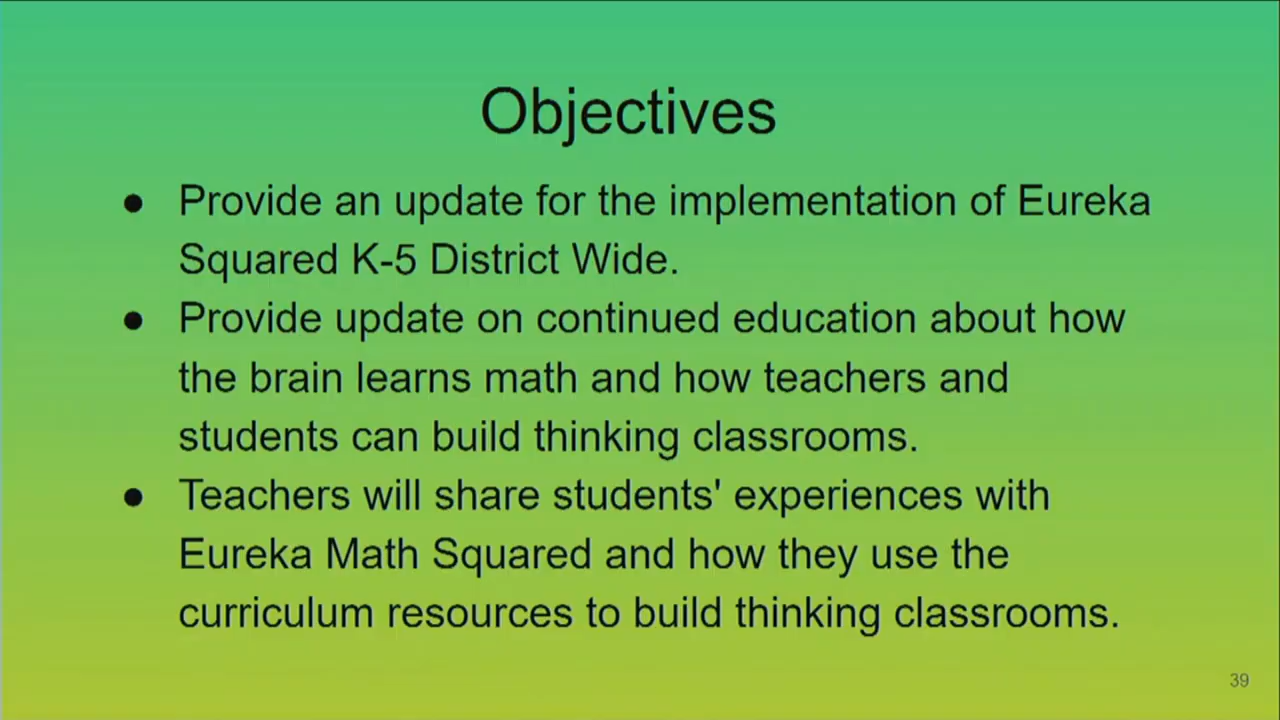 Objectives
● Provide an update for the implementation of Eureka
Squared K-5 District Wide.
● Provide update on continued education about how
the brain learns math and how teachers and
students can build thinking classrooms.
● Teachers will share students' experiences with
Eureka Math Squared and how they use the
curriculum resources to build thinking classrooms.
39